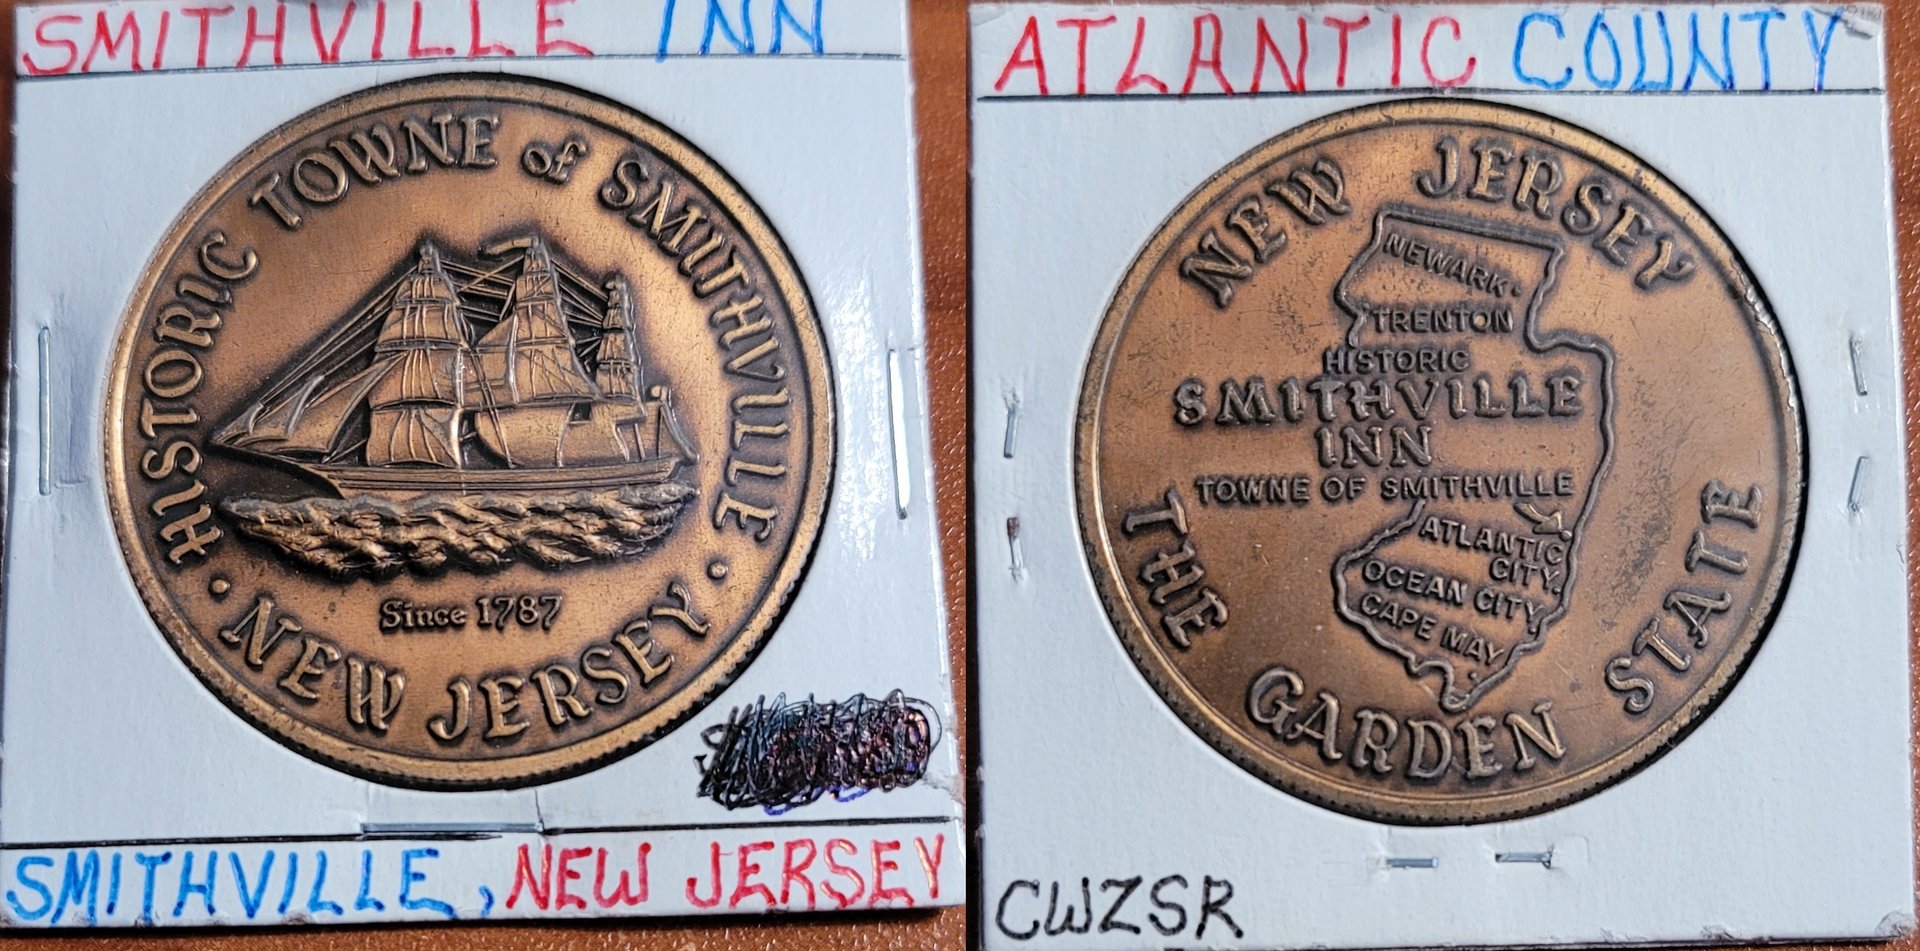 SMITHVILLE INN
HISTORIC TOWNE of SMITHVILLE
Since 1787
• NEW JERSEY •
SMITHVILLE, NEW JERSEY
ATLANTIC COUNTY
NEW JERSEY
NEWARK•
TRENTON
HISTORIC
SMITHVILLE
INN
TOWNE OF SMITHVILLE
ATLANTIC
CITY.
OCEAN CITY.
CAPE MAY.
THE GARDEN STATE
CWZSR